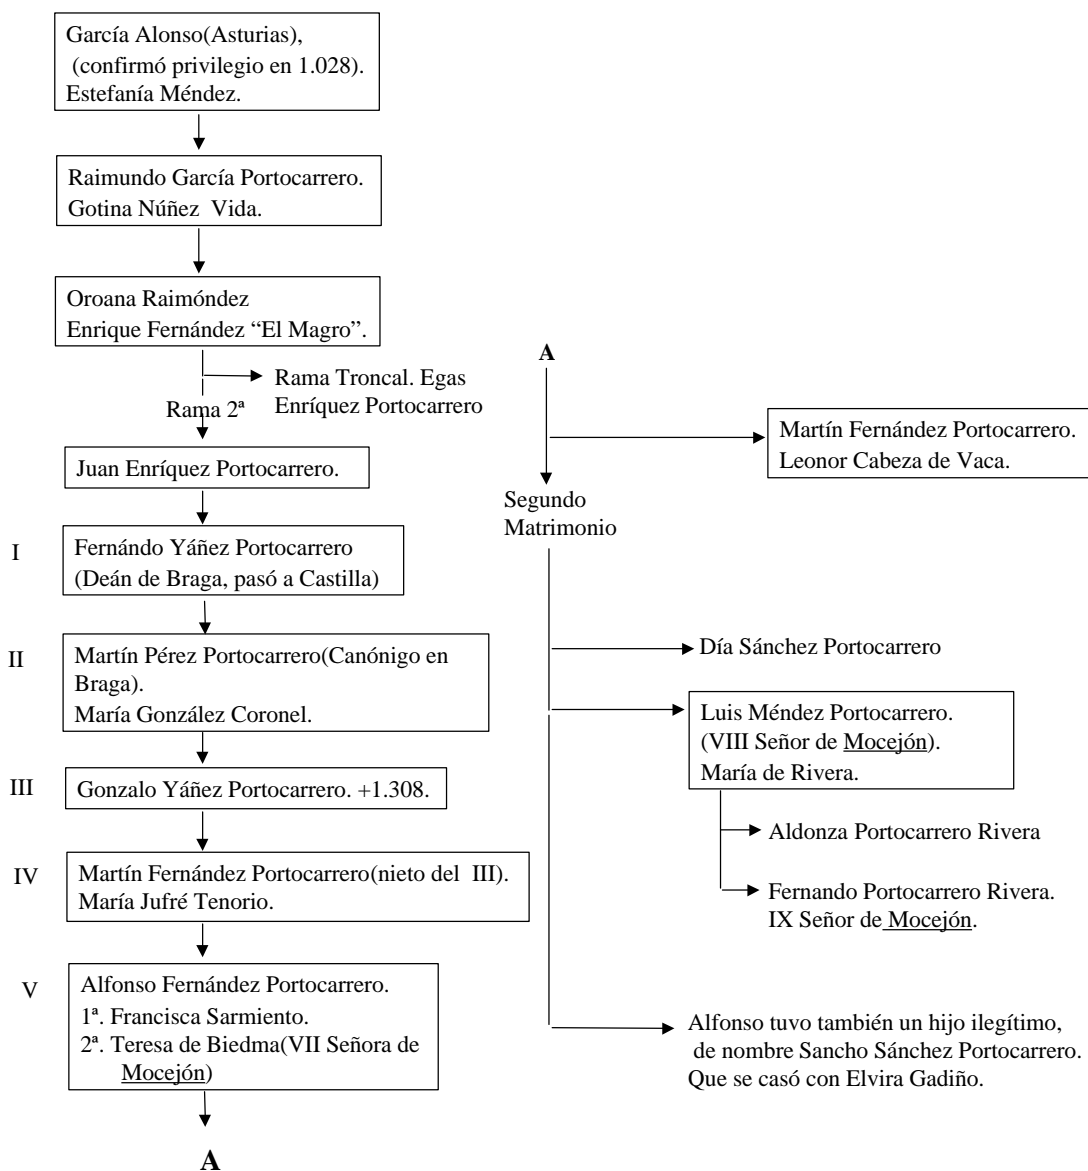 García Alonso(Asturias),
(confirmó privilegio en 1.028).
Estefanía Méndez.
Raimundo García Portocarrero.
Gotina Núñez Vida.
Oroana Raimóndez
Enrique Fernández “El Magro”.
Rama Troncal. Egas
Enríquez Portocarrero
Rama 2ª
Juan Enríquez Portocarrero.
I
Fernándo Yáñez Portocarrero
(Deán de Braga, pasó a Castilla)
II
Martín Pérez Portocarrero(Canónigo en
Braga).
María González Coronel.
III
Gonzalo Yáñez Portocarrero. +1.308.
IV
Martín Fernández Portocarrero(nieto del III).
María Jufré Tenorio.
V
Alfonso Fernández Portocarrero.
1ª. Francisca Sarmiento.
2ª. Teresa de Biedma(VII Señora de
Mocejón)
A
A
Martín Fernández Portocarrero.
Leonor Cabeza de Vaca.
Segundo
Matrimonio
Día Sánchez Portocarrero
Luis Méndez Portocarrero.
(VIII Señor de Mocejón).
María de Rivera.
Aldonza Portocarrero Rivera
Fernando Portocarrero Rivera.
IX Señor de Mocejón.
Alfonso tuvo también un hijo ilegítimo,
de nombre Sancho Sánchez Portocarrero.
Que se casó con Elvira Gadiño.